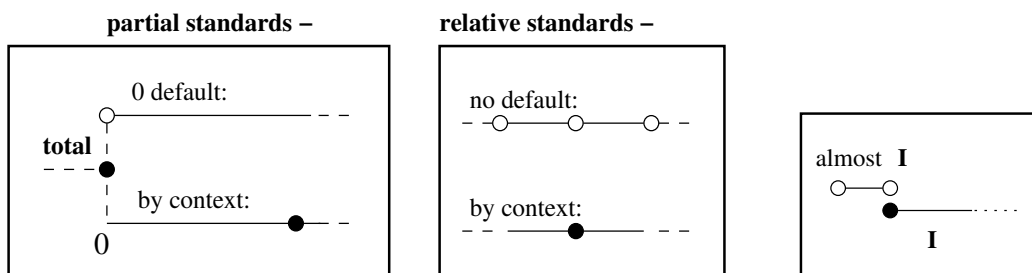 partial standards –
0 default:
total
by context:
0
relative standards –
no default:
by context:
almost I
I